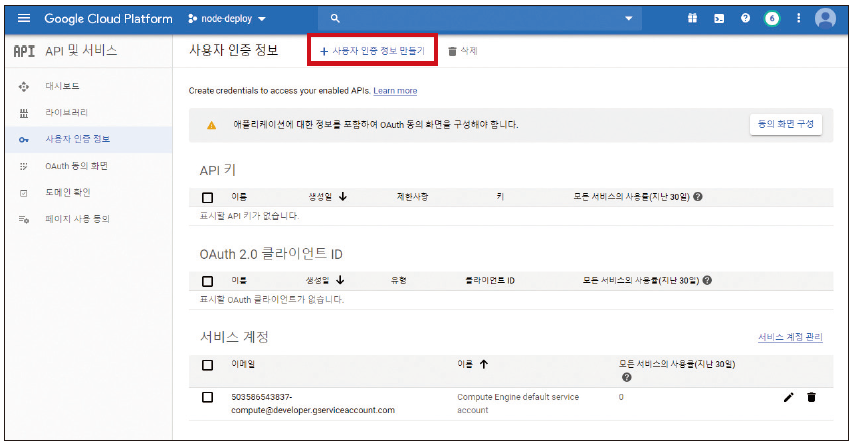 Google Cloud Platform node-deploy 6
API API 및 서비스 사용자 인증 정보 + 사용자 인증 정보 만들기 삭제
대시보드
라이브러리
사용자 인증 정보
OAuth 동의 화면
도메인 확인
페이지 사용 동의
Create credentials to access your enabled APIs. Learn more
애플리케이션에 대한 정보를 포함하여 OAuth 동의 화면을 구성해야 합니다. 동의 화면 구성
API 키
이름 생성일 제한사항 키 모든 서비스의 사용률(지난 30일)
표시할 API 키가 없습니다.
OAuth 2.0 클라이언트 ID
이름 생성일 유형 클라이언트 ID 모든 서비스의 사용률(지난 30일)
표시할 OAuth 클라이언트가 없습니다.
서비스 계정 서비스 계정 관리
이메일 이름 모든 서비스의 사용률(지난 30일)
503586543837- Compute Engine default service 0
compute@developer.gserviceaccount.com account